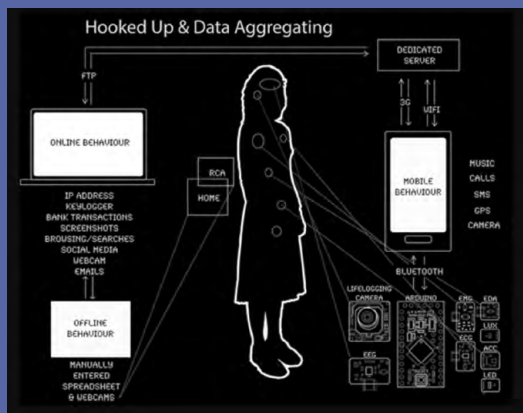 Hooked Up & Data Aggregating
DEDICATED
SERVER
FTP
3G
WIFI
ONLINE BEHAVIOUR
IP ADDRESS
KEYLOGGER
BANK TRANSACTIONS
SCREENSHOTS
BROWSING/SEARCHES
SOCIAL MEDIA
WEBCAM
EMAILS
OFFLINE
BEHAVIOUR
MANUALLY
ENTERED
SPREADSHEET
& WEBCAMS
RCA
HOME
MOBILE
BEHAVIOUR
MUSIC
CALLS
SMS
GPS
CAMERA
BLUETOOTH
LIFELOGGING
CAMERA
ARDUINO
EMG
EDA
LUX
ECG
ACC
LED
EEG